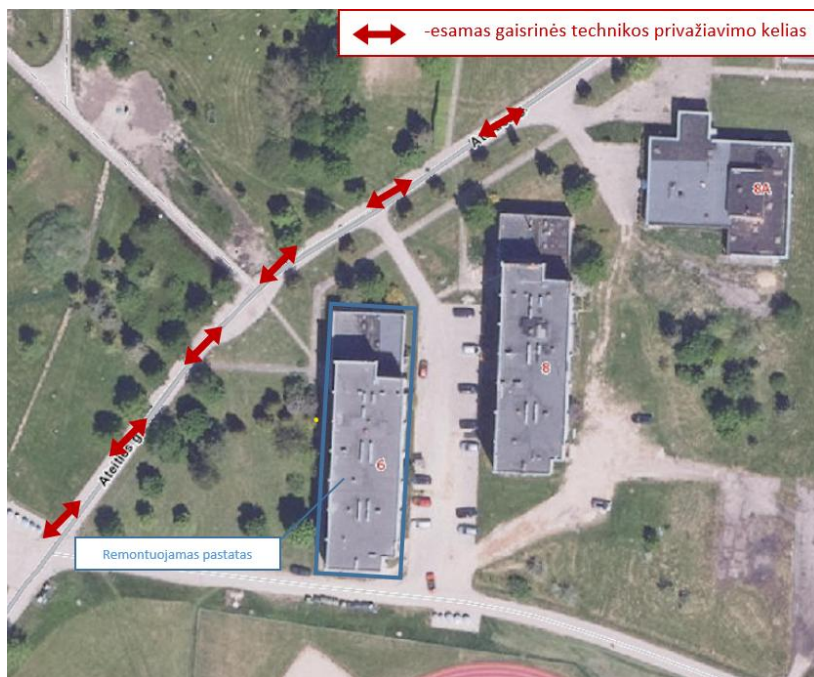 -esamas gaisrinės technikos privažiavimo kelias
8A
8
6
Ateities g.
Remontuojamas pastatas